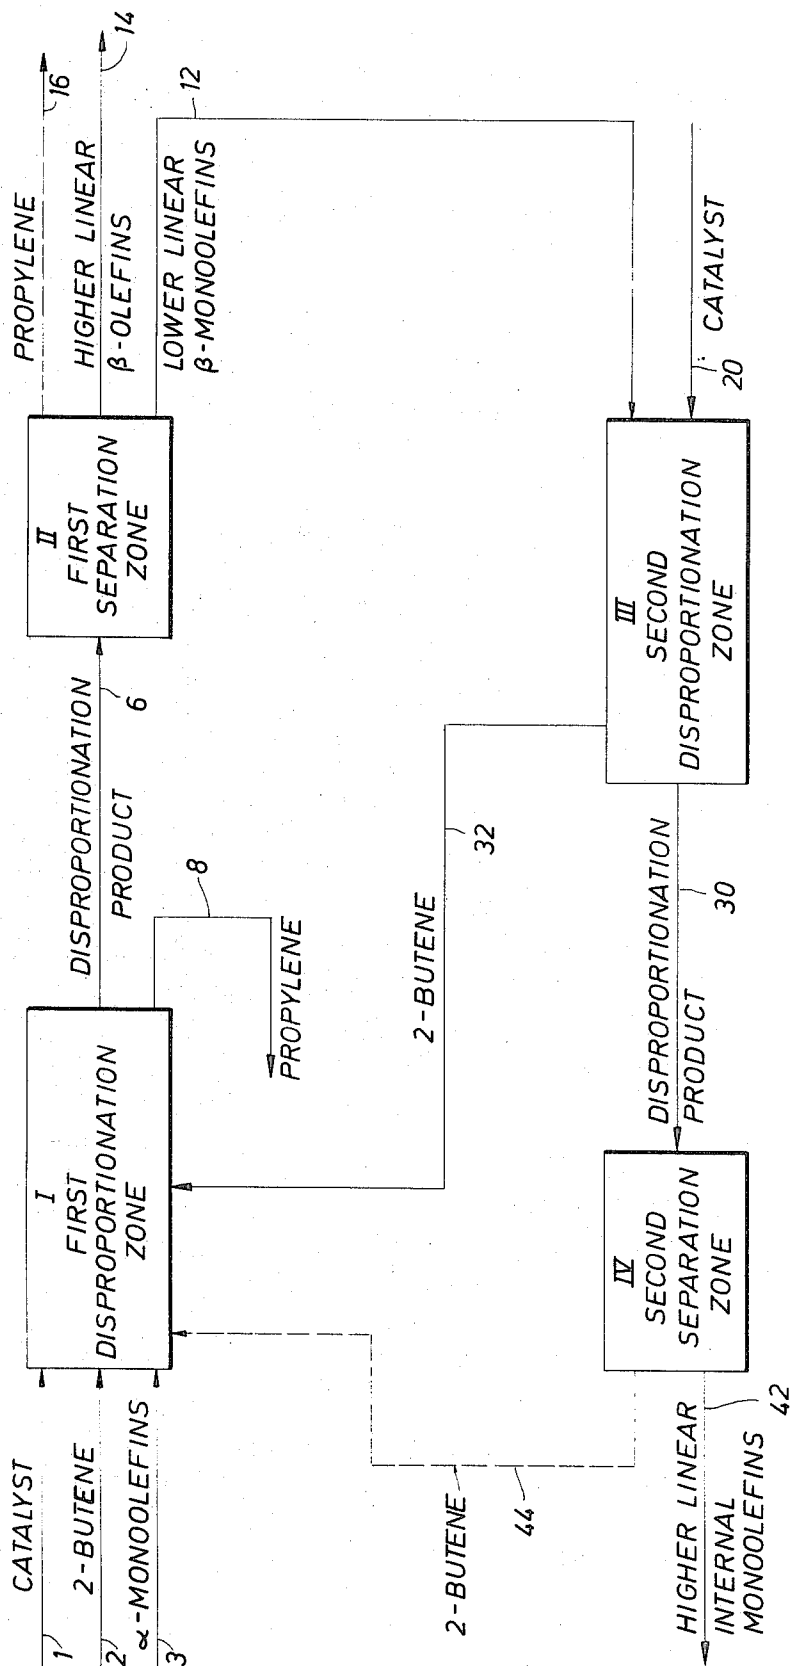 CATALYST
1
2-BUTENE
2
α-MONOOLEFINS
3
I
FIRST
DISPROPORTIONATION
ZONE
DISPROPORTIONATION
PRODUCT
6
8
PROPYLENE
II
FIRST
SEPARATION
ZONE
PROPYLENE
16
HIGHER LINEAR
β-OLEFINS
14
LOWER LINEAR
β-MONOOLEFINS
12
2-BUTENE
32
2-BUTENE
44
IV
SECOND
SEPARATION
ZONE
HIGHER LINEAR
INTERNAL
MONOOLEFINS
42
DISPROPORTIONATION
PRODUCT
30
III
SECOND
DISPROPORTIONATION
ZONE
CATALYST
20